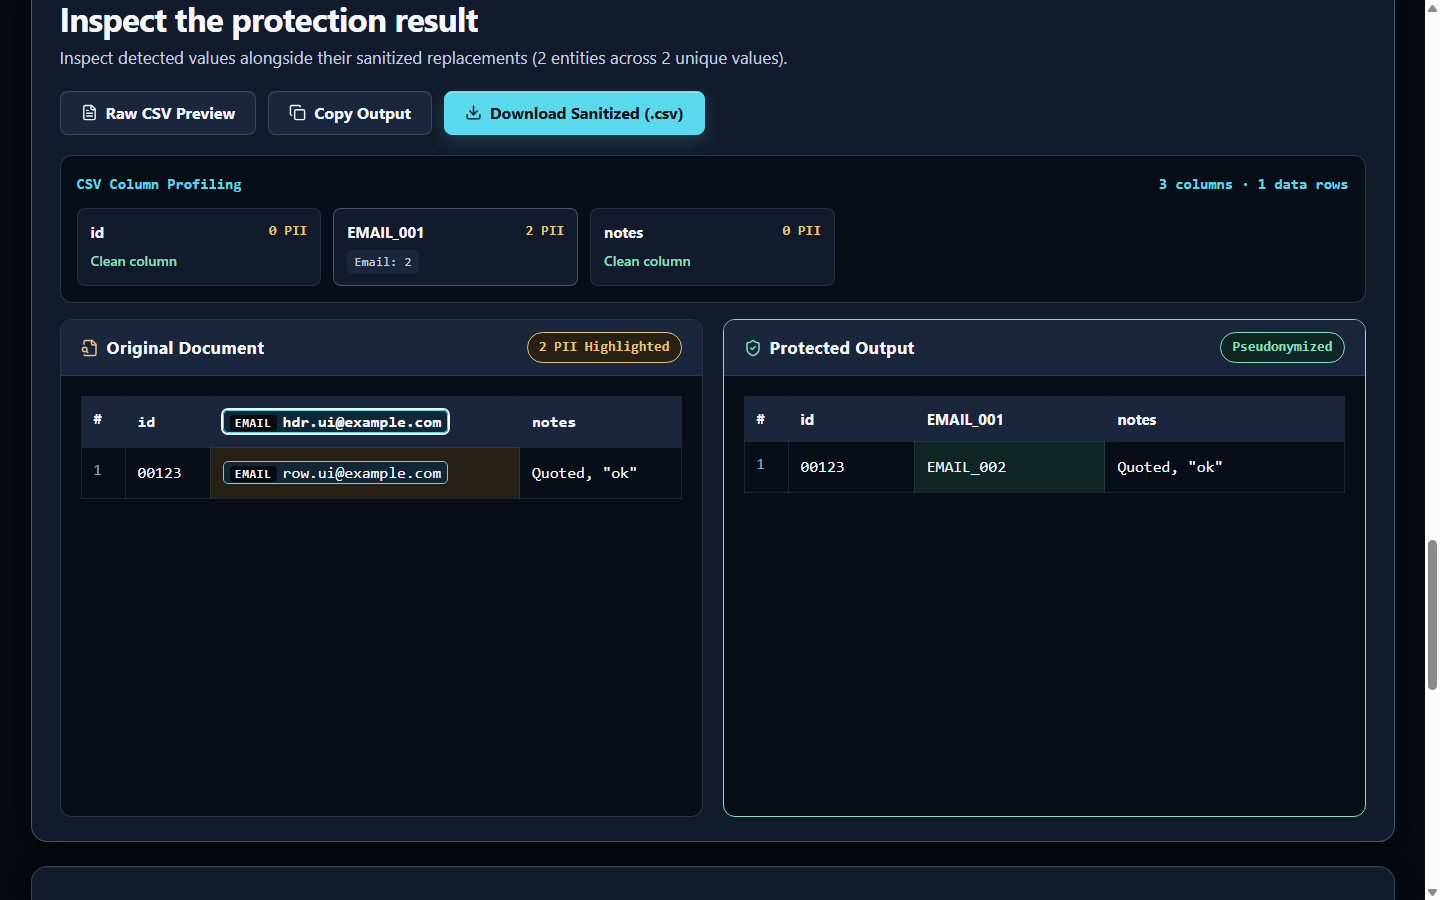 Inspect the protection result
Inspect detected values alongside their sanitized replacements (2 entities across 2 unique values).
Raw CSV Preview
Copy Output
Download Sanitized (.csv)
CSV Column Profiling
3 columns · 1 data rows
id
0 PII
Clean column
EMAIL_001
2 PII
Email: 2
notes
0 PII
Clean column
Original Document
2 PII Highlighted
# id EMAIL hdr.ui@example.com notes
1 00123 EMAIL row.ui@example.com Quoted, "ok"
Protected Output
Pseudonymized
# id EMAIL_001 notes
1 00123 EMAIL_002 Quoted, "ok"